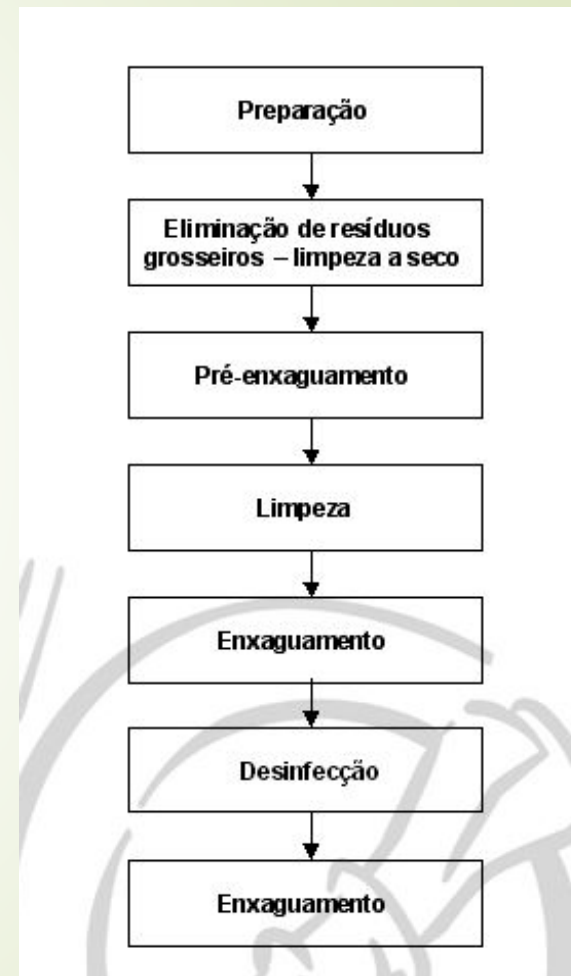 Preparação
Eliminação de resíduos
grosseiros – limpeza a seco
Pré-enxaguamento
Limpeza
Enxaguamento
Desinfecção
Enxaguamento